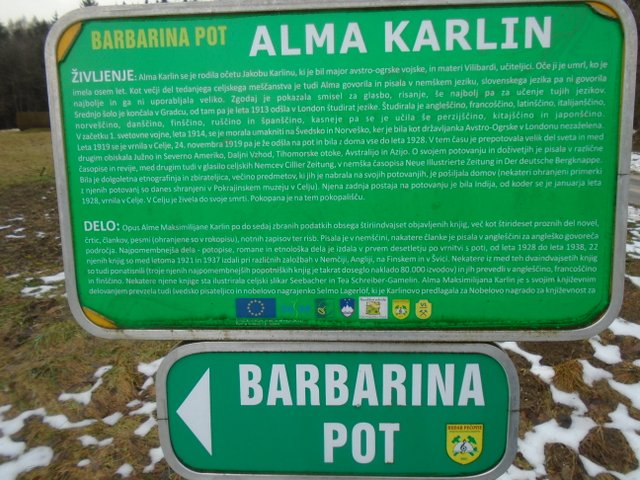 BARBARINA POT ALMA KARLIN
ŽIVLJENJE: Alma Karlin se je rodila očetu Jakobu Karlinu, ki je bil major avstro-ogrske vojske, in materi Vilibardi, učiteljici. Oče ji je umrl, ko je
imela osem let. Kot večji del tedanjega celjskega meščanstva je tudi Alma govorila in pisala v nemškem jeziku, slovenskega jezika pa ni govorila
najbolje in ga ni uporabljala veliko. Zgodaj je pokazala smisel za glasbo, risanje, še najbolj pa za učenje tujih jezikov.
Srednjo šolo je končala v Gradcu, od tam pa je leta 1913 odšla v London študirat jezike. Študirala je angleščino, francoščino, latinščino, italijanščino,
norveščino, danščino, finščino, ruščino in španščino, kasneje pa se je učila še perzijščino, kitajščino in japonščino.
V začetku 1. svetovne vojne, leta 1914, se je morala umakniti na Švedsko in Norveško, ker je bila kot državljanka Avstro-Ogrske v Londonu nezaželena.
Leta 1919 se je vrnila v Celje, 24. novembra 1919 pa je že odšla na pot in bila z doma vse do leta 1928. V tem času je prepotovala velik del sveta in med
drugim obiskala Južno in Severno Ameriko, Daljni Vzhod, Tihomorske otoke, Avstralijo in Azijo. O svojem potovanju in doživetjih je pisala v različne
časopise in revije, med drugim tudi v glasilo celjskih Nemcev Cillier Zeitung, v nemška časopisa Neue Illustrierte Zeitung in Der deutsche Bergknappe.
Bila je dolgoletna etnografinja in zbirateljica, večino predmetov, ki jih je nabrala na svojih potovanjih, je pošiljala domov (nekateri ohranjeni primerki
z njenih potovanj so danes shranjeni v Pokrajinskem muzeju v Celju). Njena zadnja postaja na potovanju je bila Indija, od koder se je januarja leta
1928, vrnila v Celje. V Celju je živela do svoje smrti. Pokopana je na tem pokopališču.
DELO: Opus Alme Maksimilijane Karlin po do sedaj zbranih podatkih obsega štiriindvajset objavljenih knjig, več kot štirideset proznih del novel,
črtic, člankov, pesmi (ohranjene so v rokopisu), notnih zapisov ter risb. Pisala je v nemščini, nekatere članke je pisala v angleščini za angleško govoreča
področja. Najpomembnejša dela - potopise, romane in etnološka dela je izdala v prvem desetletju po vrnitvi s poti, od leta 1928 do leta 1938, 22
njenih knjig so med letoma 1921 in 1937 izdali pri različnih založbah v Nemčiji, Angliji, na Finskem in v Švici. Nekatere izmed teh dvaindvajsetih knjig
so tudi ponatisnili (troje njenih najpomembnejših popotniških knjig je takrat doseglo naklado 80.000 izvodov) in jih prevedli v angleščino, francoščino
in finščino. Nekatere njene knjige sta ilustrirala celjski slikar Seebacher in Tea Schreiber-Gamelin. Alma Maksimiljana Karlin je s svojim književnim
delovanjem prevzela tudi švedsko pisateljico in nobelovo nagrajenko Selmo Lagerlöf, ki je Karlinovo predlagala za Nobelovo nagrado za književnost za
BARBARINA
POT